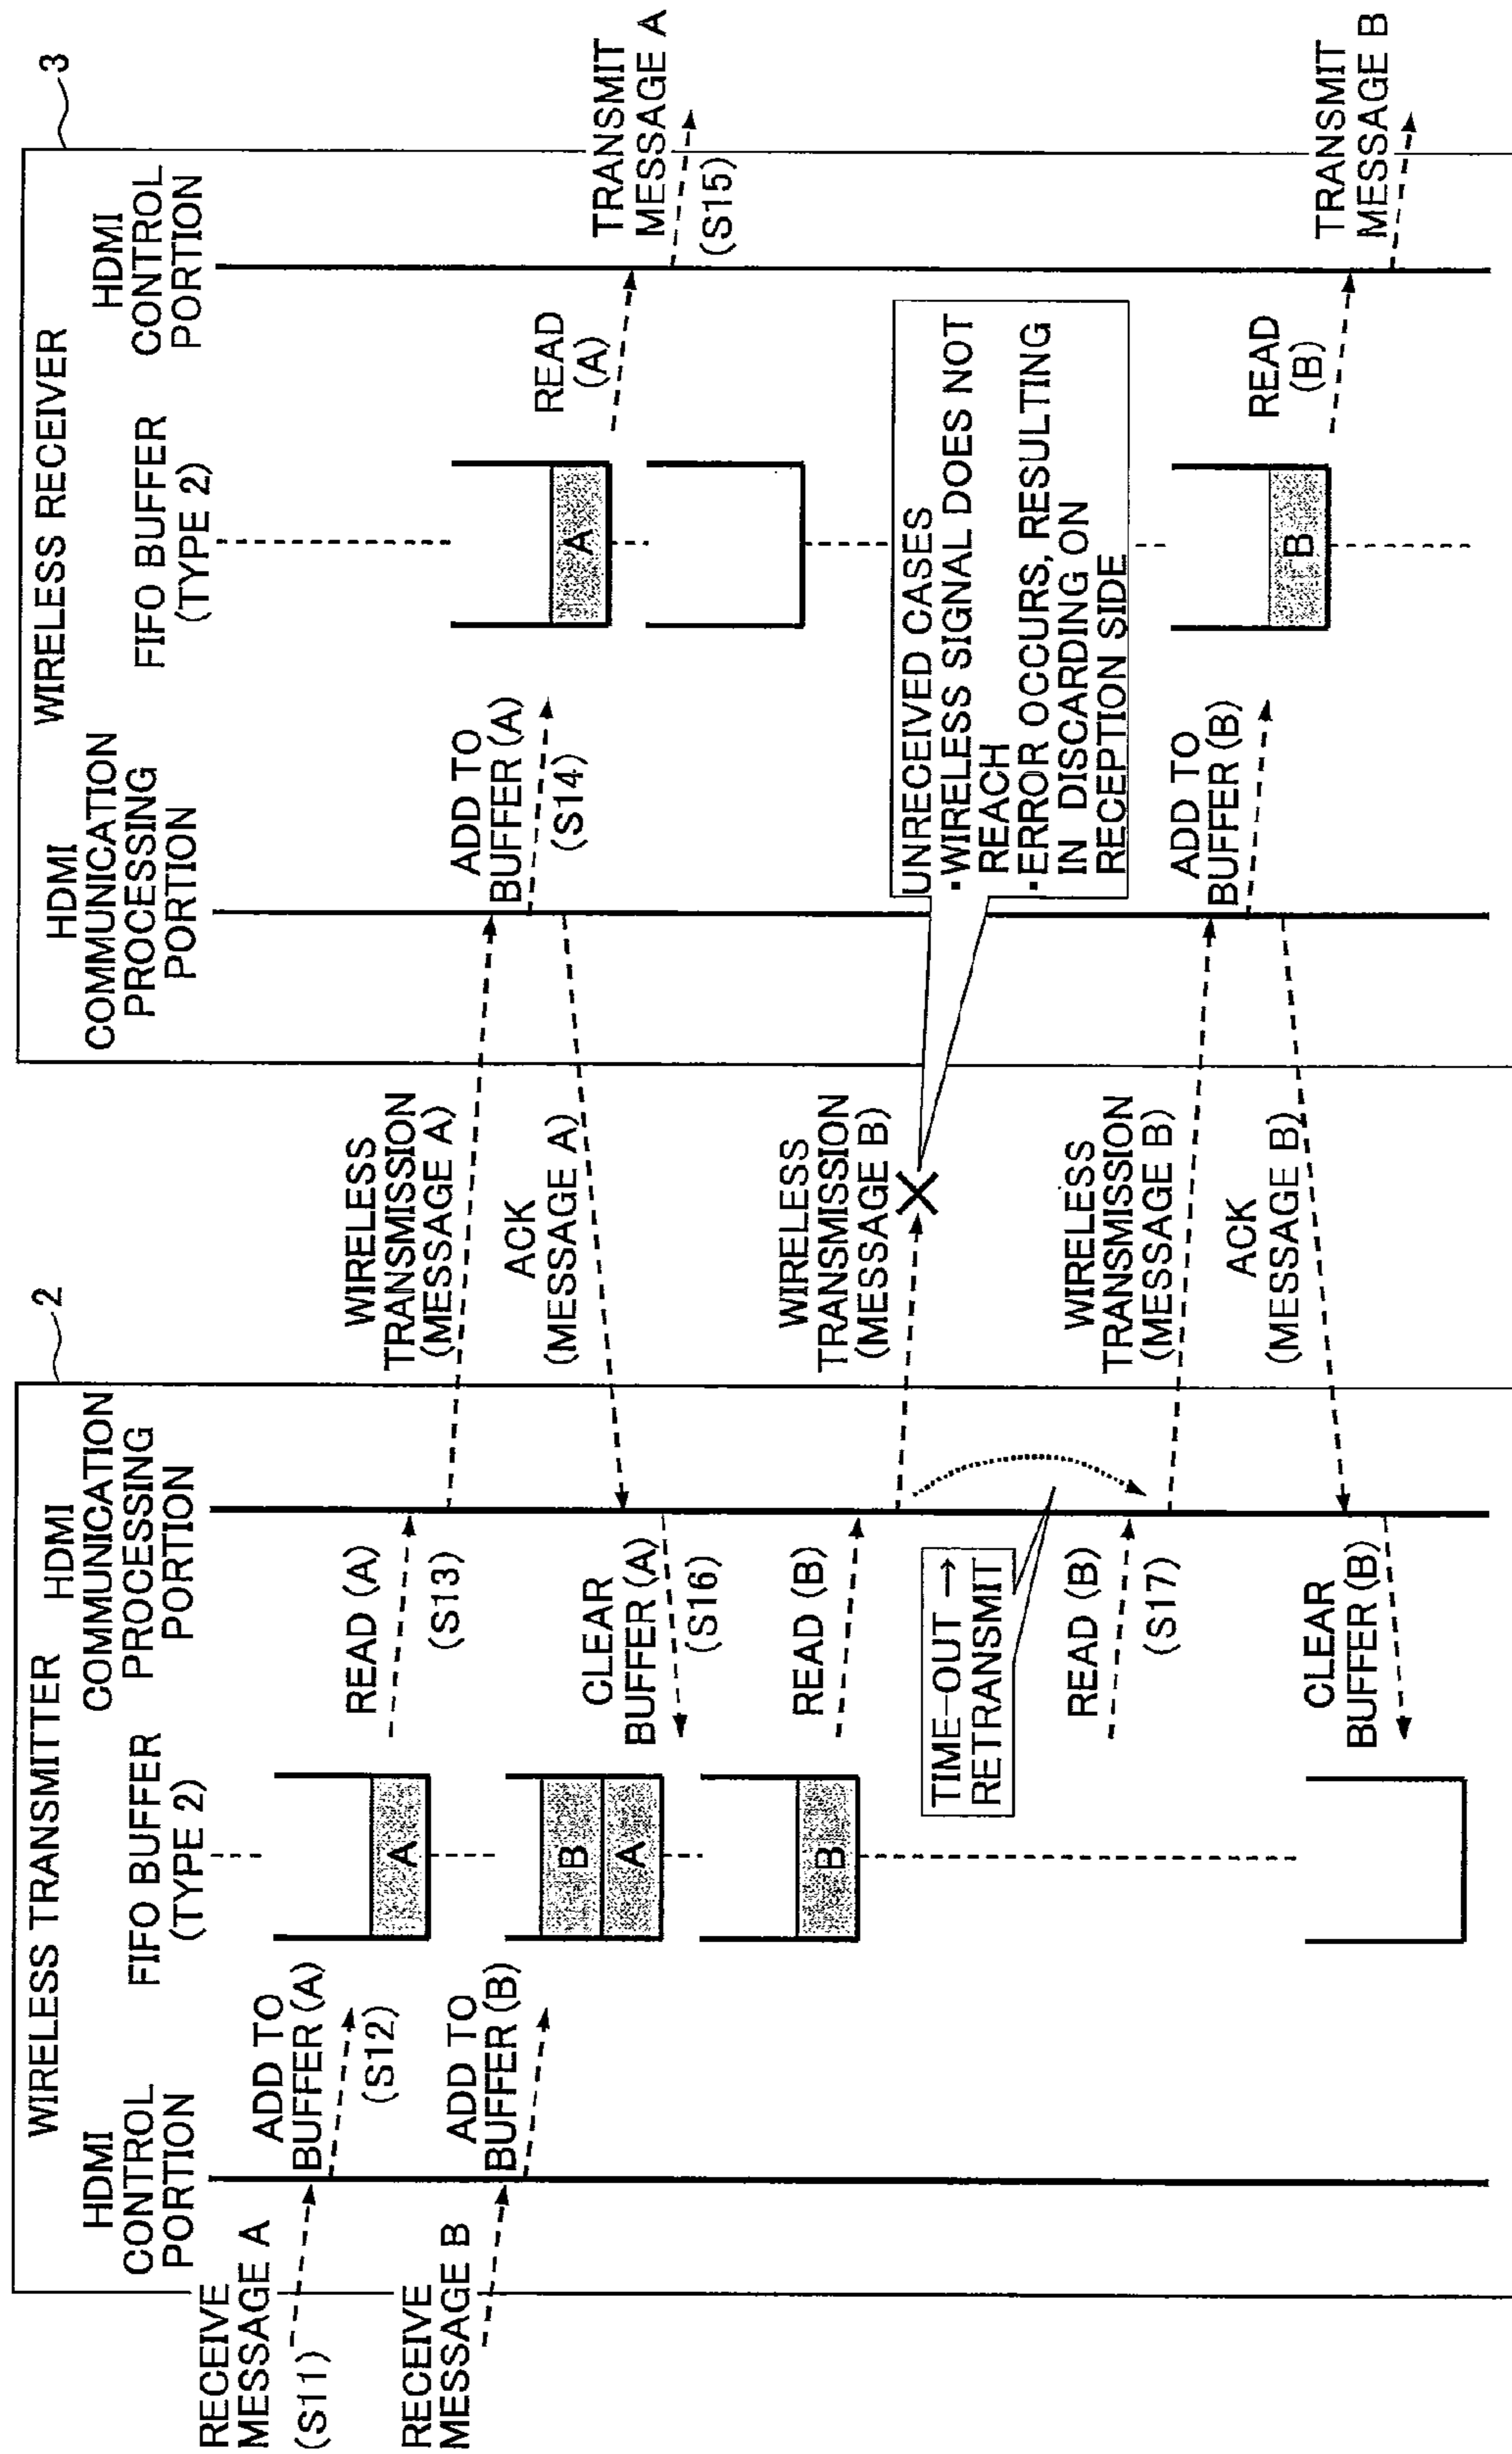 WIRELESS TRANSMITTER
2
HDMI
CONTROL
PORTION
FIFO BUFFER
(TYPE 2)
HDMI
COMMUNICATION
PROCESSING
PORTION
WIRELESS RECEIVER
3
HDMI
COMMUNICATION
PROCESSING
PORTION
FIFO BUFFER
(TYPE 2)
HDMI
CONTROL
PORTION
RECEIVE
MESSAGE A
(S11)
ADD TO
BUFFER (A)
(S12)
A
READ (A)
(S13)
WIRELESS
TRANSMISSION
(MESSAGE A)
ADD TO
BUFFER (A)
(S14)
A
READ
(A)
TRANSMIT
MESSAGE A
(S15)
RECEIVE
MESSAGE B
ADD TO
BUFFER (B)
B
A
ACK
(MESSAGE A)
CLEAR
BUFFER (A)
(S16)
B
READ (B)
WIRELESS
TRANSMISSION
(MESSAGE B)
UNRECEIVED CASES
・WIRELESS SIGNAL DOES NOT
REACH
・ERROR OCCURS, RESULTING
IN DISCARDING ON
RECEPTION SIDE
TIME-OUT →
RETRANSMIT
READ (B)
(S17)
WIRELESS
TRANSMISSION
(MESSAGE B)
ADD TO
BUFFER (B)
B
READ
(B)
TRANSMIT
MESSAGE B
ACK
(MESSAGE B)
CLEAR
BUFFER (B)